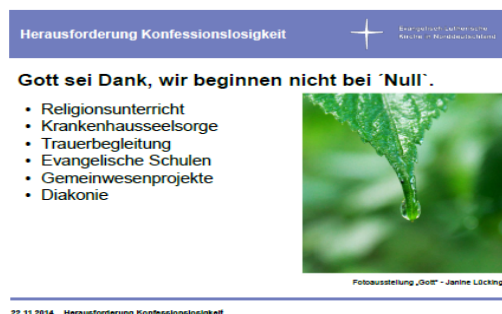 Herausforderung Konfessionslosigkeit
Evangelisch-Lutherische
Kirche in Norddeutschland
Gott sei Dank, wir beginnen nicht bei ´Null`.
• Religionsunterricht
• Krankenhausseelsorge
• Trauerbegleitung
• Evangelische Schulen
• Gemeinwesenprojekte
• Diakonie
Fotoausstellung „Gott" - Janine Lücking
22.11.2014 Herausforderung Konfessionslosigkeit